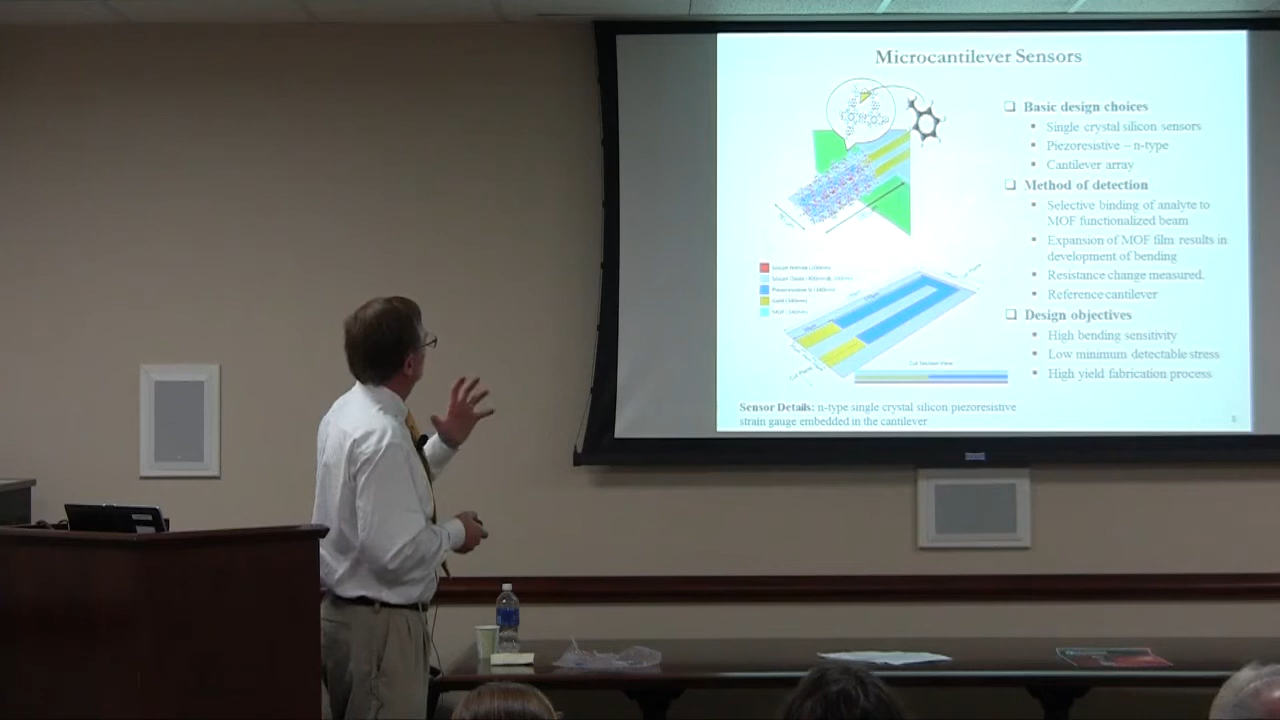 Microcantilever Sensors
❑ Basic design choices
▪ Single crystal silicon sensors
▪ Piezoresistive – n-type
▪ Cantilever array
❑ Method of detection
▪ Selective binding of analyte to
MOF functionalized beam
▪ Expansion of MOF film results in
development of bending
▪ Resistance change measured.
▪ Reference cantilever
❑ Design objectives
▪ High bending sensitivity
▪ Low minimum detectable stress
▪ High yield fabrication process
Cut Section View
Sensor Details: n-type single crystal silicon piezoresistive
strain gauge embedded in the cantilever